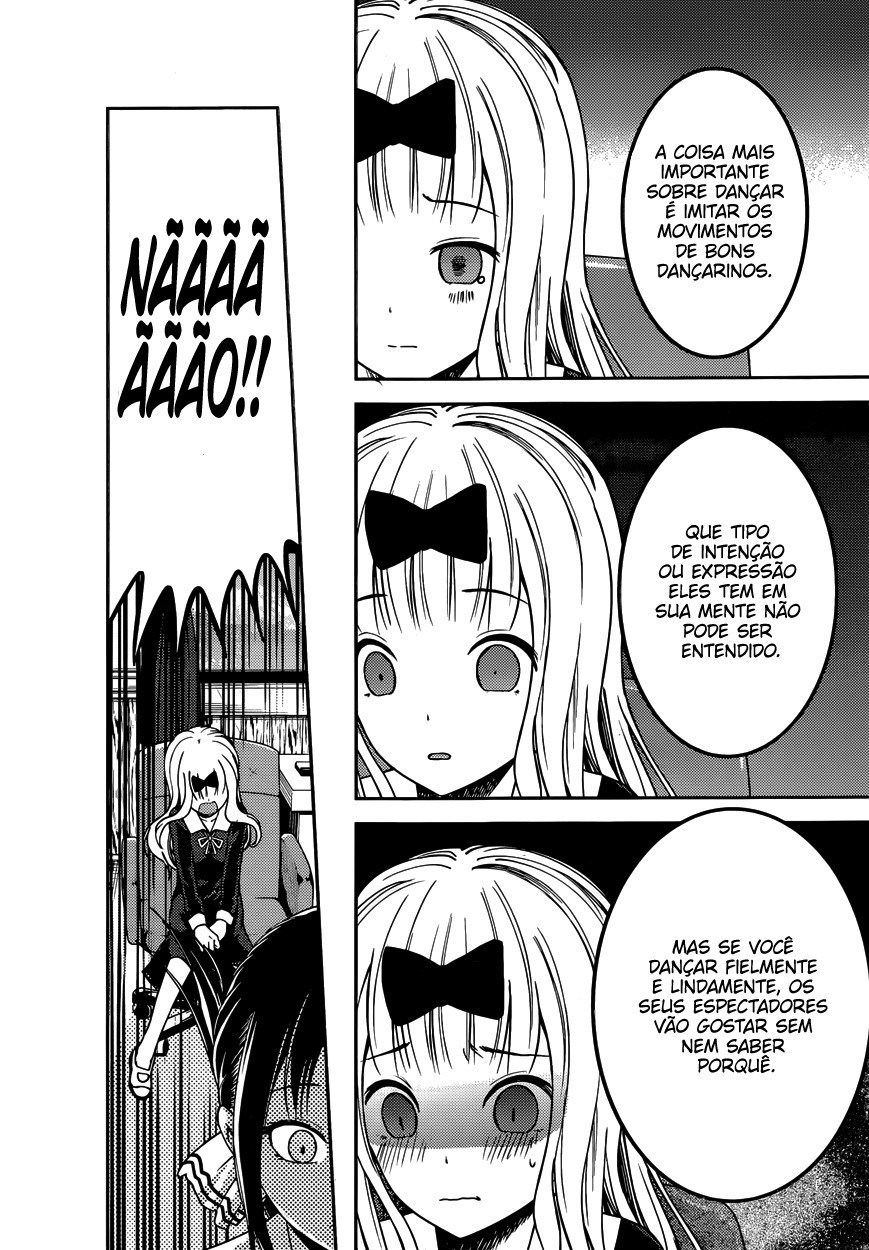 A COISA MAIS
IMPORTANTE
SOBRE DANÇAR
É IMITAR OS
MOVIMENTOS
DE BONS
DANÇARINOS.
QUE TIPO
DE INTENÇÃO
OU EXPRESSÃO
ELES TEM EM
SUA MENTE NÃO
PODE SER
ENTENDIDO.
MAS SE VOCÊ
DANÇAR FIELMENTE
E LINDAMENTE, OS
SEUS ESPECTADORES
VÃO GOSTAR SEM
NEM SABER
PORQUÊ.
NÃÃÃÃ
ÃÃÃO!!